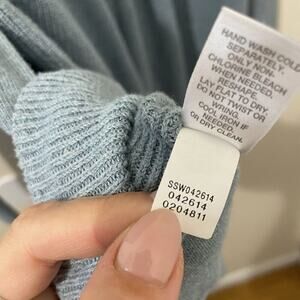 HAND WASH COLD
SEPARATELY.
ONLY NON-
CHLORINE BLEACH
WHEN NEEDED.
RESHAPE.
LAY FLAT TO DRY.
DO NOT TWIST OR
WRING.
COOL IRON IF
NEEDED.
OR DRY CLEAN.
SSW042614
042614
0204811